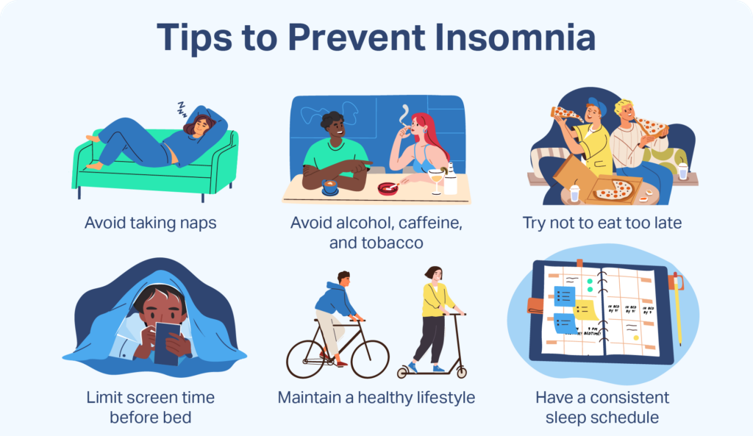 Tips to Prevent Insomnia
z z z
Avoid taking naps
Avoid alcohol, caffeine,
and tobacco
Try not to eat too late
Limit screen time
before bed
Maintain a healthy lifestyle
Have a consistent
sleep schedule